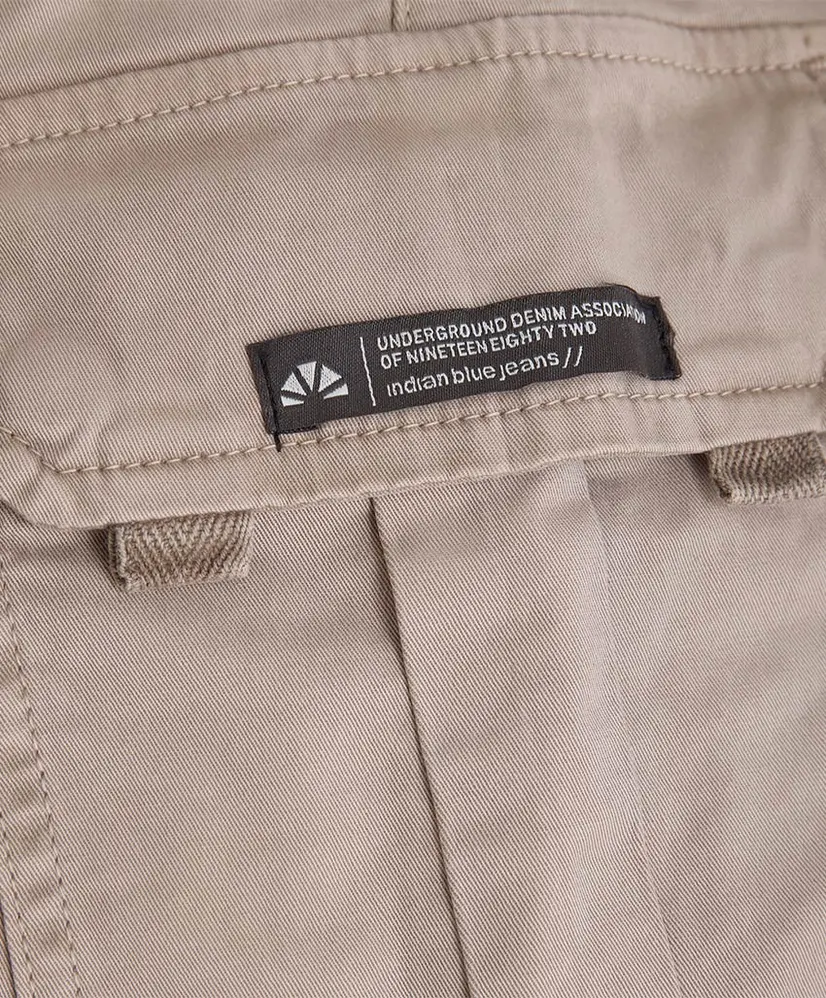 UNDERGROUND DENIM ASSOCIATION
OF NINETEEN EIGHTY TWO
indian blue jeans //